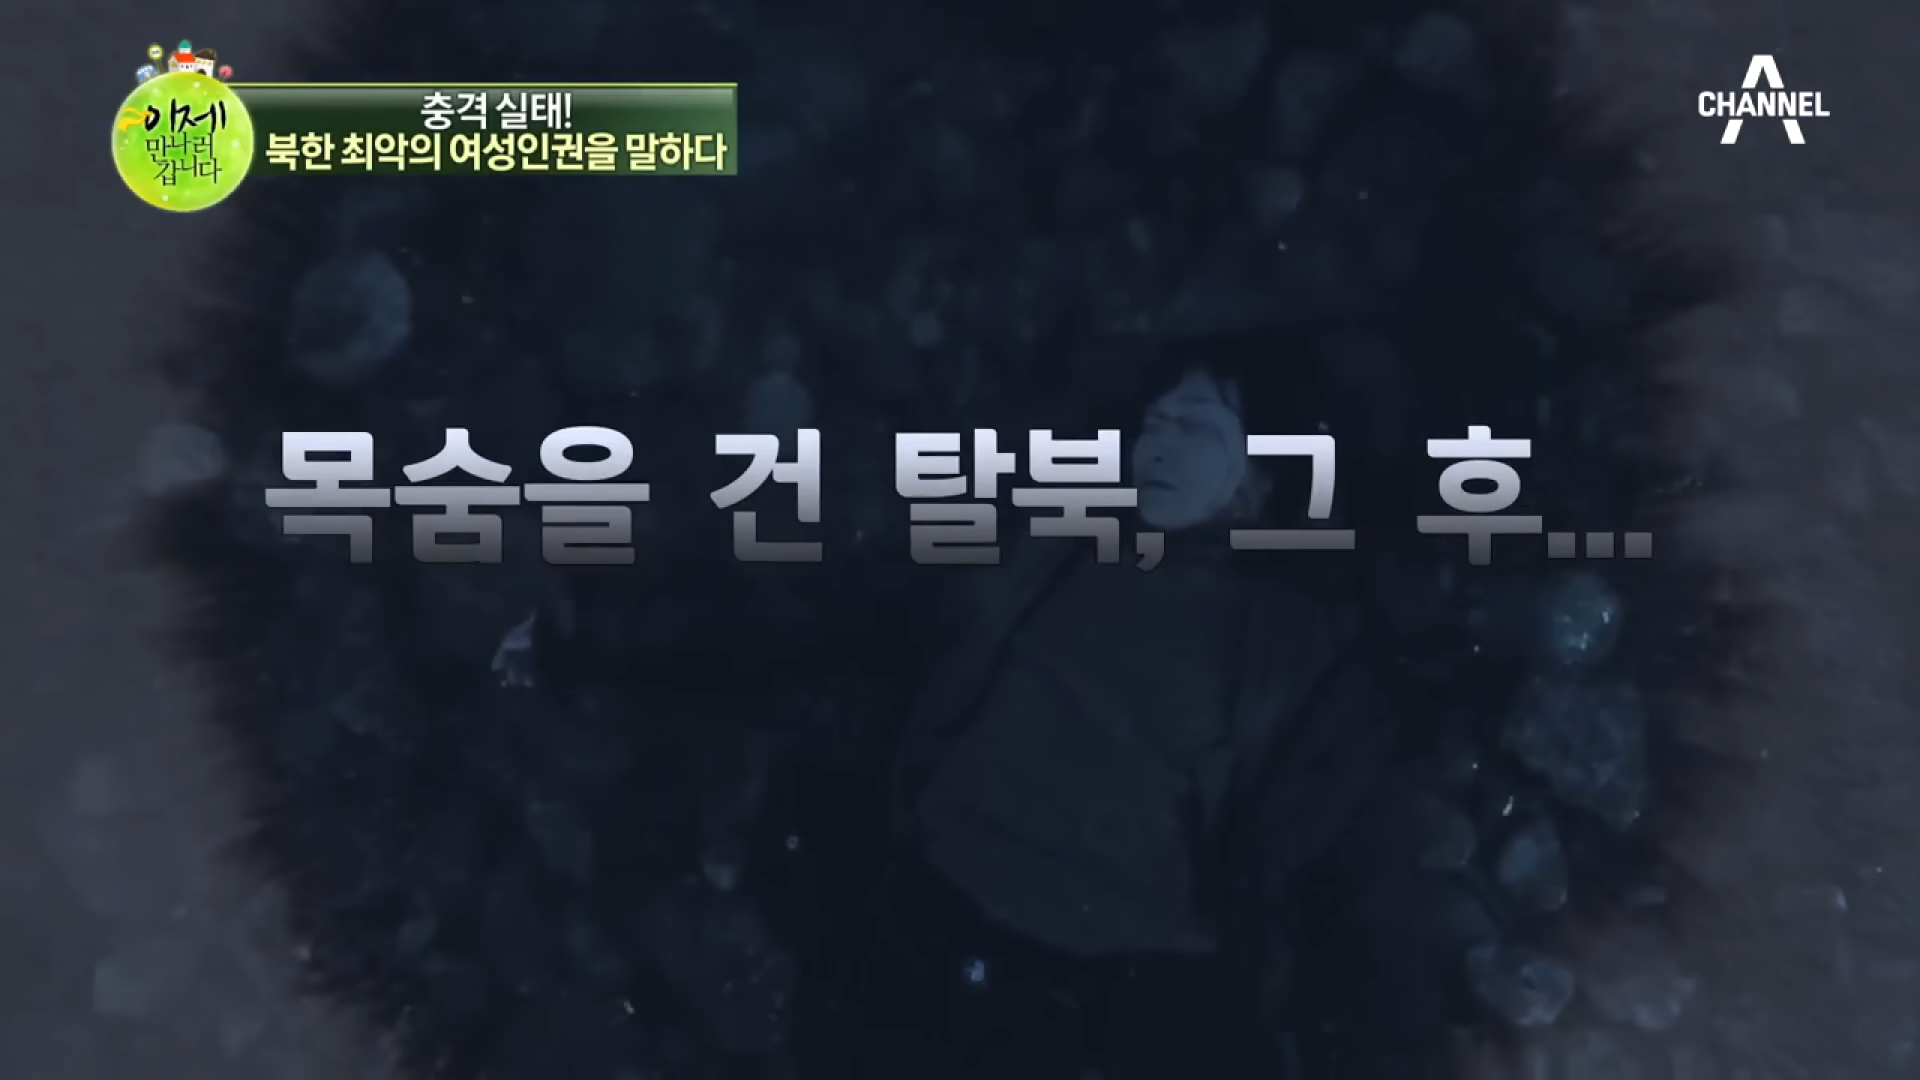 이제
만나러
갑니다
충격 실태!
북한 최악의 여성인권을 말하다
CHANNEL A
목숨을 건 탈북, 그 후...